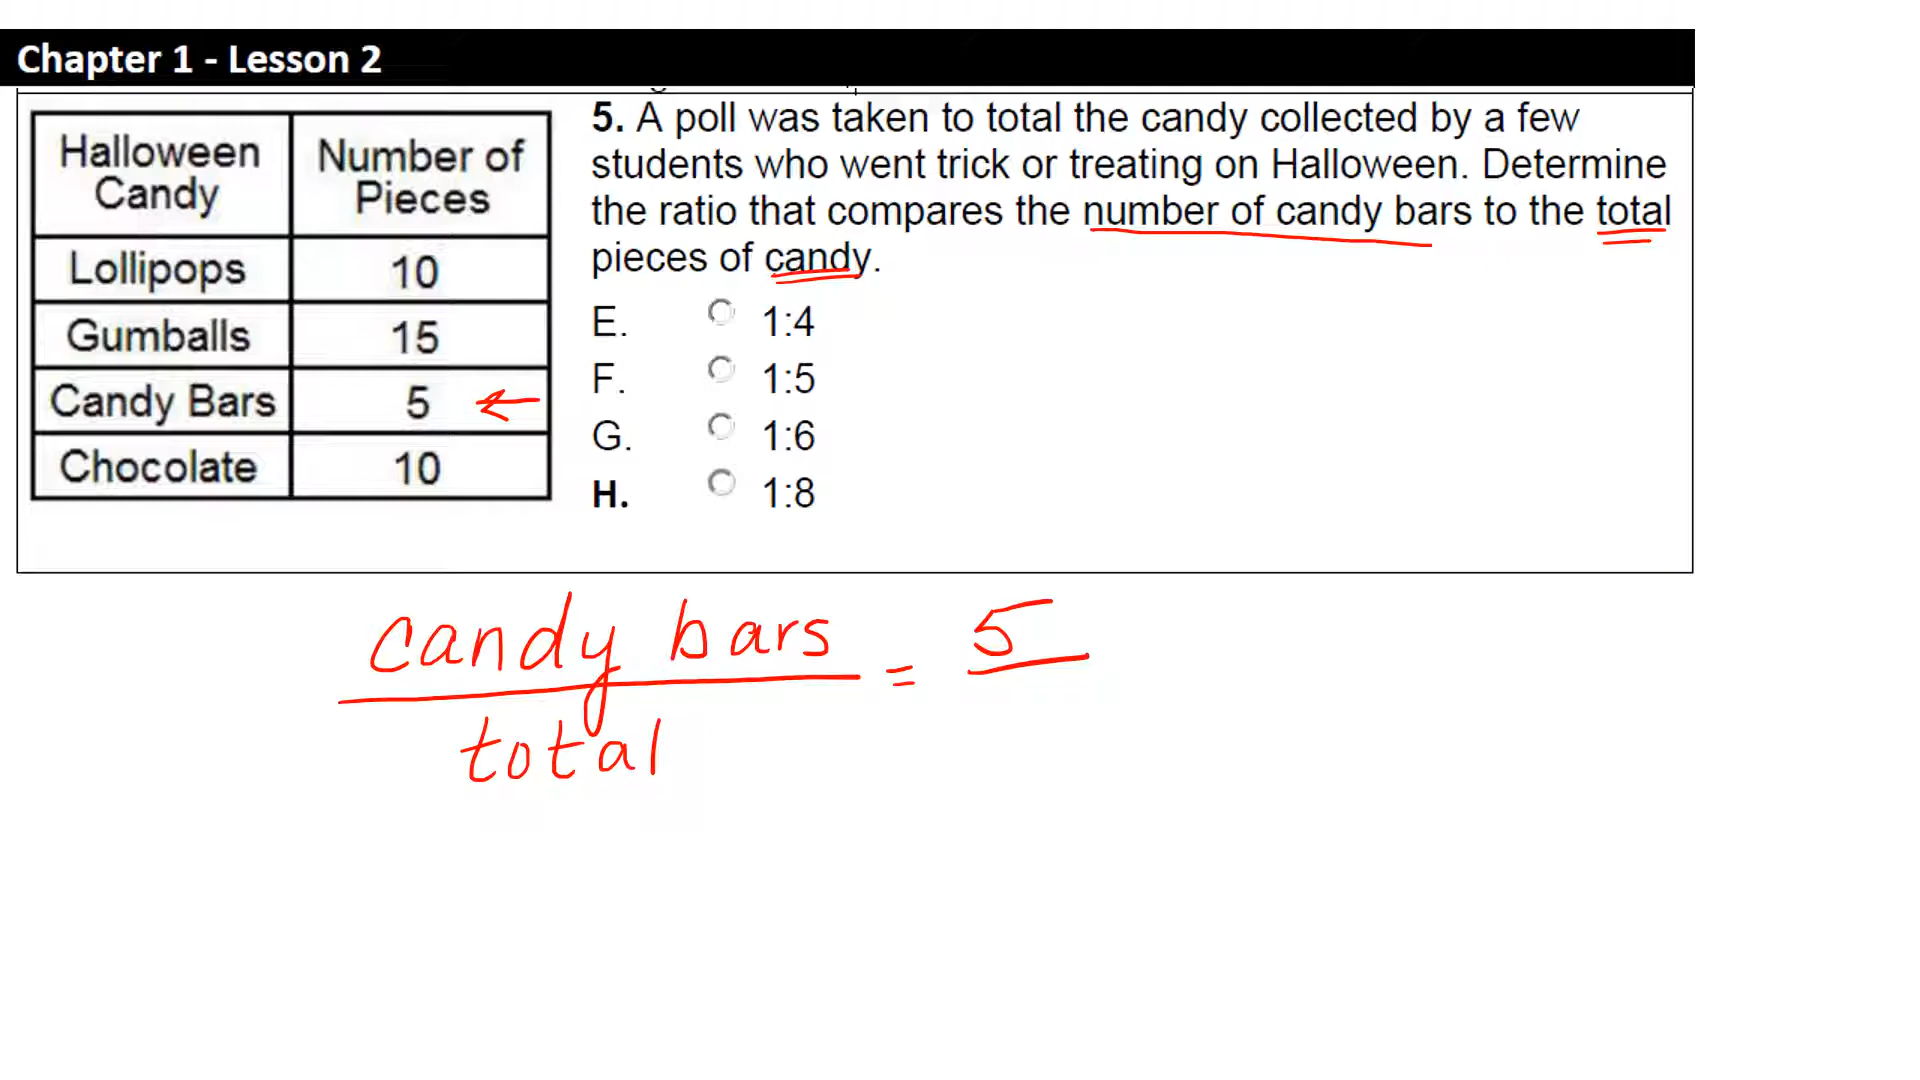 Chapter 1 - Lesson 2
Halloween Candy
Number of Pieces
Lollipops 10
Gumballs 15
Candy Bars 5
Chocolate 10
5. A poll was taken to total the candy collected by a few
students who went trick or treating on Halloween. Determine
the ratio that compares the number of candy bars to the total
pieces of candy.
E. 1:4
F. 1:5
G. 1:6
H. 1:8
candy bars = 5
total